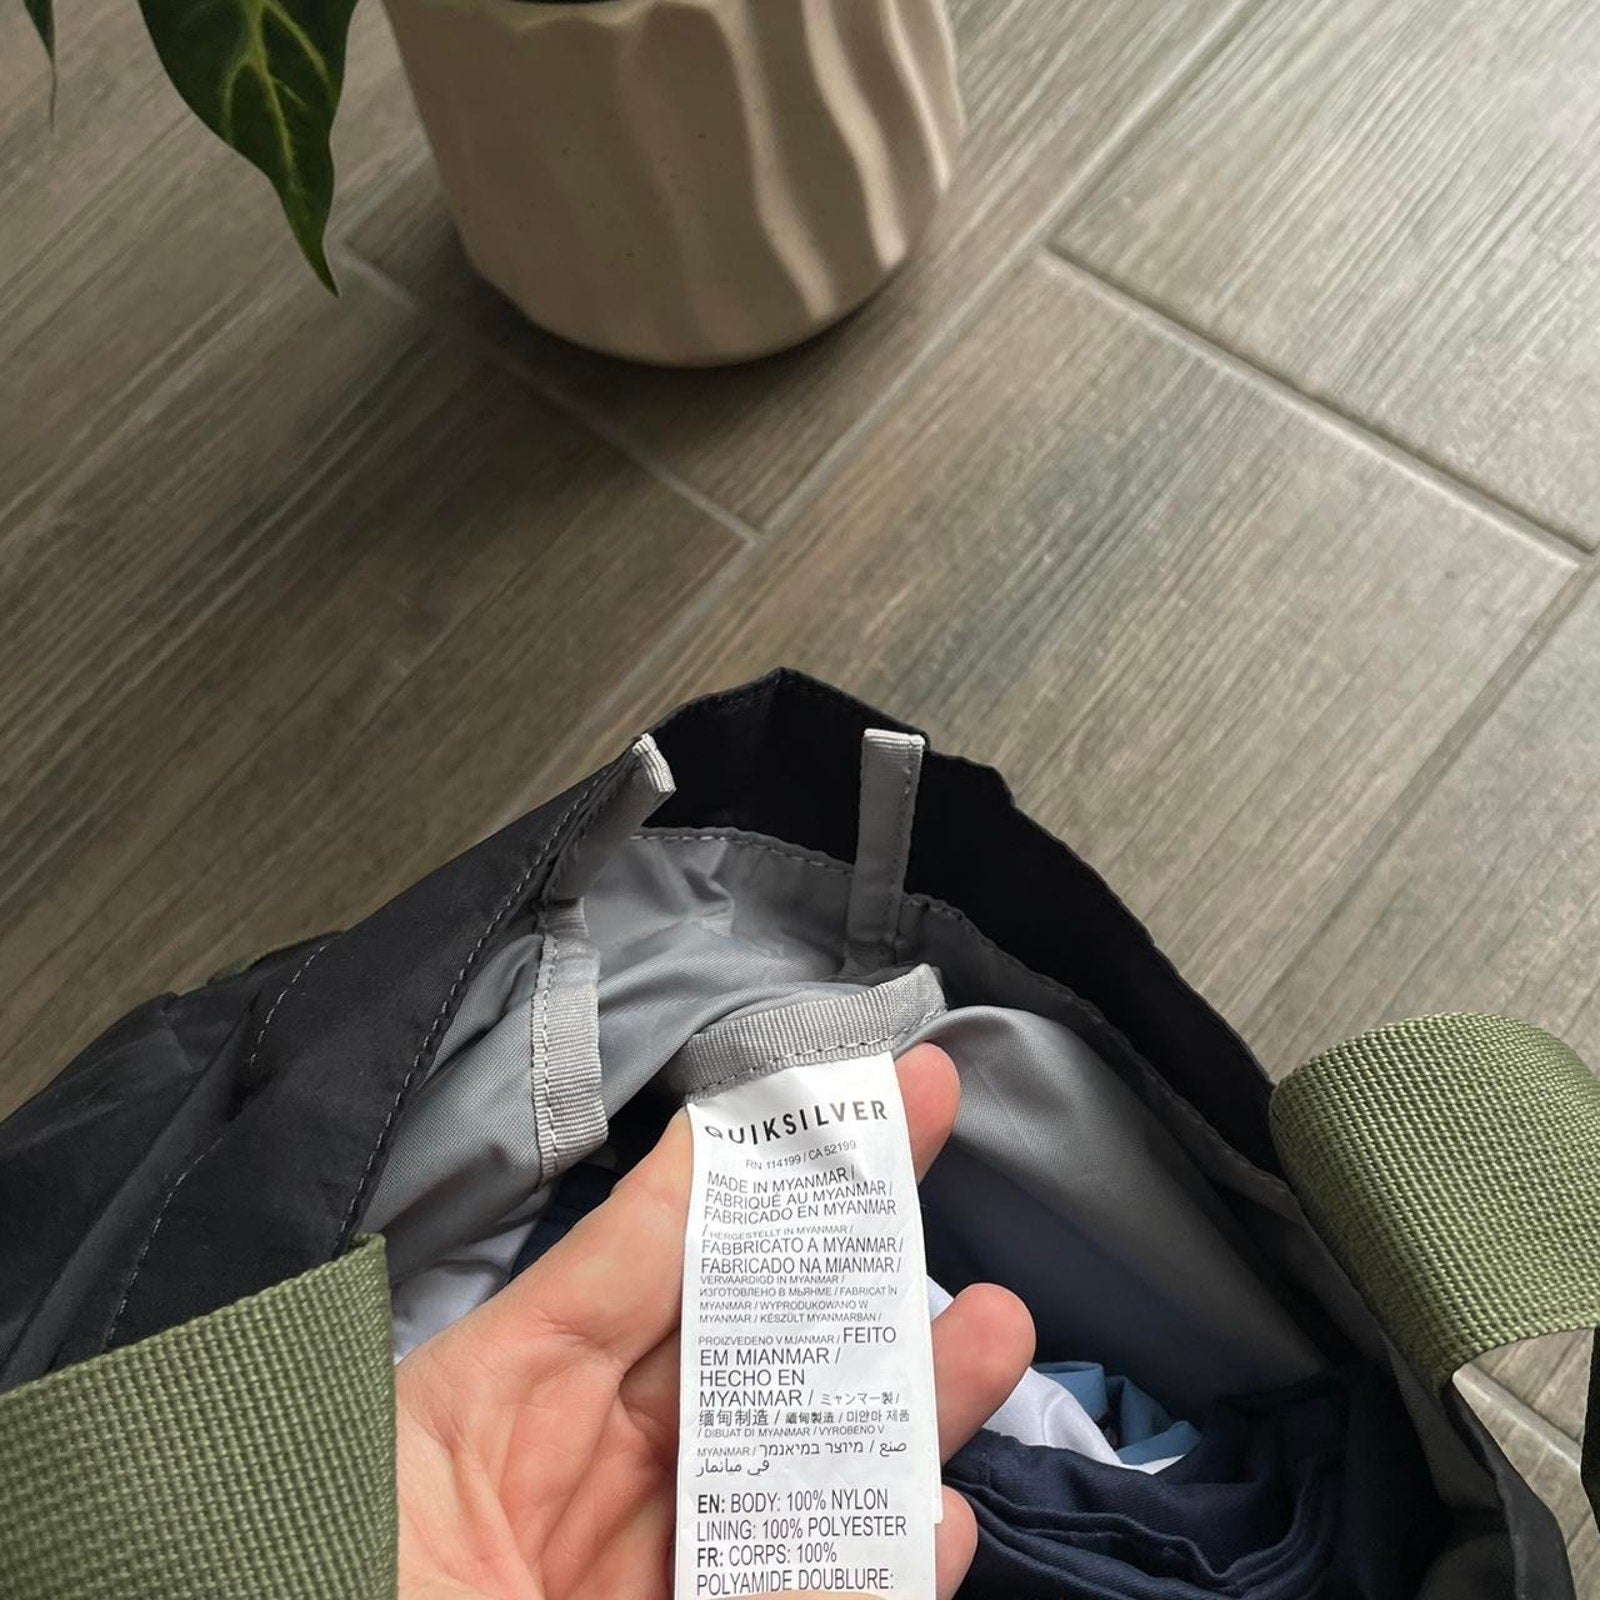 QUIKSILVER
RN 114199 / CA 52199
MADE IN MYANMAR /
FABRIQUÉ AU MYANMAR /
FABRICADO EN MYANMAR
/ HERGESTELLT IN MYANMAR /
FABBRICATO A MYANMAR /
FABRICADO NA MIANMAR /
VERVAARDIGD IN MYANMAR /
ИЗГОТОВЛЕНО В МЬЯНМЕ / FABRICAT ÎN
MYANMAR / WYPRODUKOWANO W
MYANMAR / KÉSZÜLT MYANMARBAN /
PROIZVEDENO V MJANMAR / FEITO
EM MIANMAR /
HECHO EN
MYANMAR / ミャンマー製 /
缅甸制造 / 緬甸製造 / 미얀마 제품
/ DIBUAT DI MYANMAR / VYROBENO V
MYANMAR / מיוצר במיאנמר / صنع
في ميانمار
EN: BODY: 100% NYLON
LINING: 100% POLYESTER
FR: CORPS: 100%
POLYAMIDE DOUBLURE: